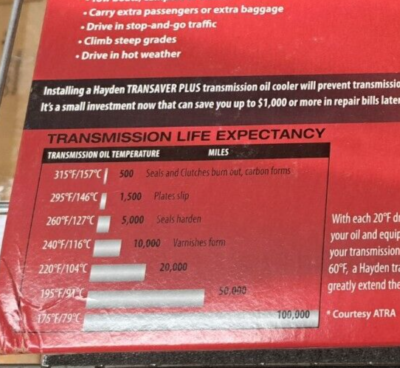 • Carry extra passengers or extra baggage
• Drive in stop-and-go traffic
• Climb steep grades
• Drive in hot weather
Installing a Hayden TRANSAVER PLUS transmission oil cooler will prevent transmissio
It's a small investment now that can save you up to $1,000 or more in repair bills later
TRANSMISSION LIFE EXPECTANCY
TRANSMISSION OIL TEMPERATURE MILES
315°F/157°C 500 Seals and Clutches burn out, carbon forms
295°F/146°C 1,500 Plates slip
260°F/127°C 5,000 Seals harden
240°F/116°C 10,000 Varnishes form
220°F/104°C 20,000
195°F/91°C 50,000
175°F/79°C 100,000
With each 20°F d
your oil and equip
your transmission
60°F, a Hayden tra
greatly extend the
* Courtesy ATRA